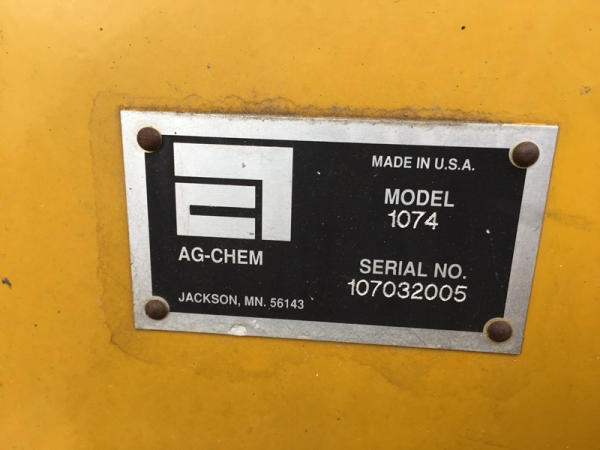 MADE IN U.S.A.
MODEL
1074
AG-CHEM
SERIAL NO.
107032005
JACKSON, MN. 56143